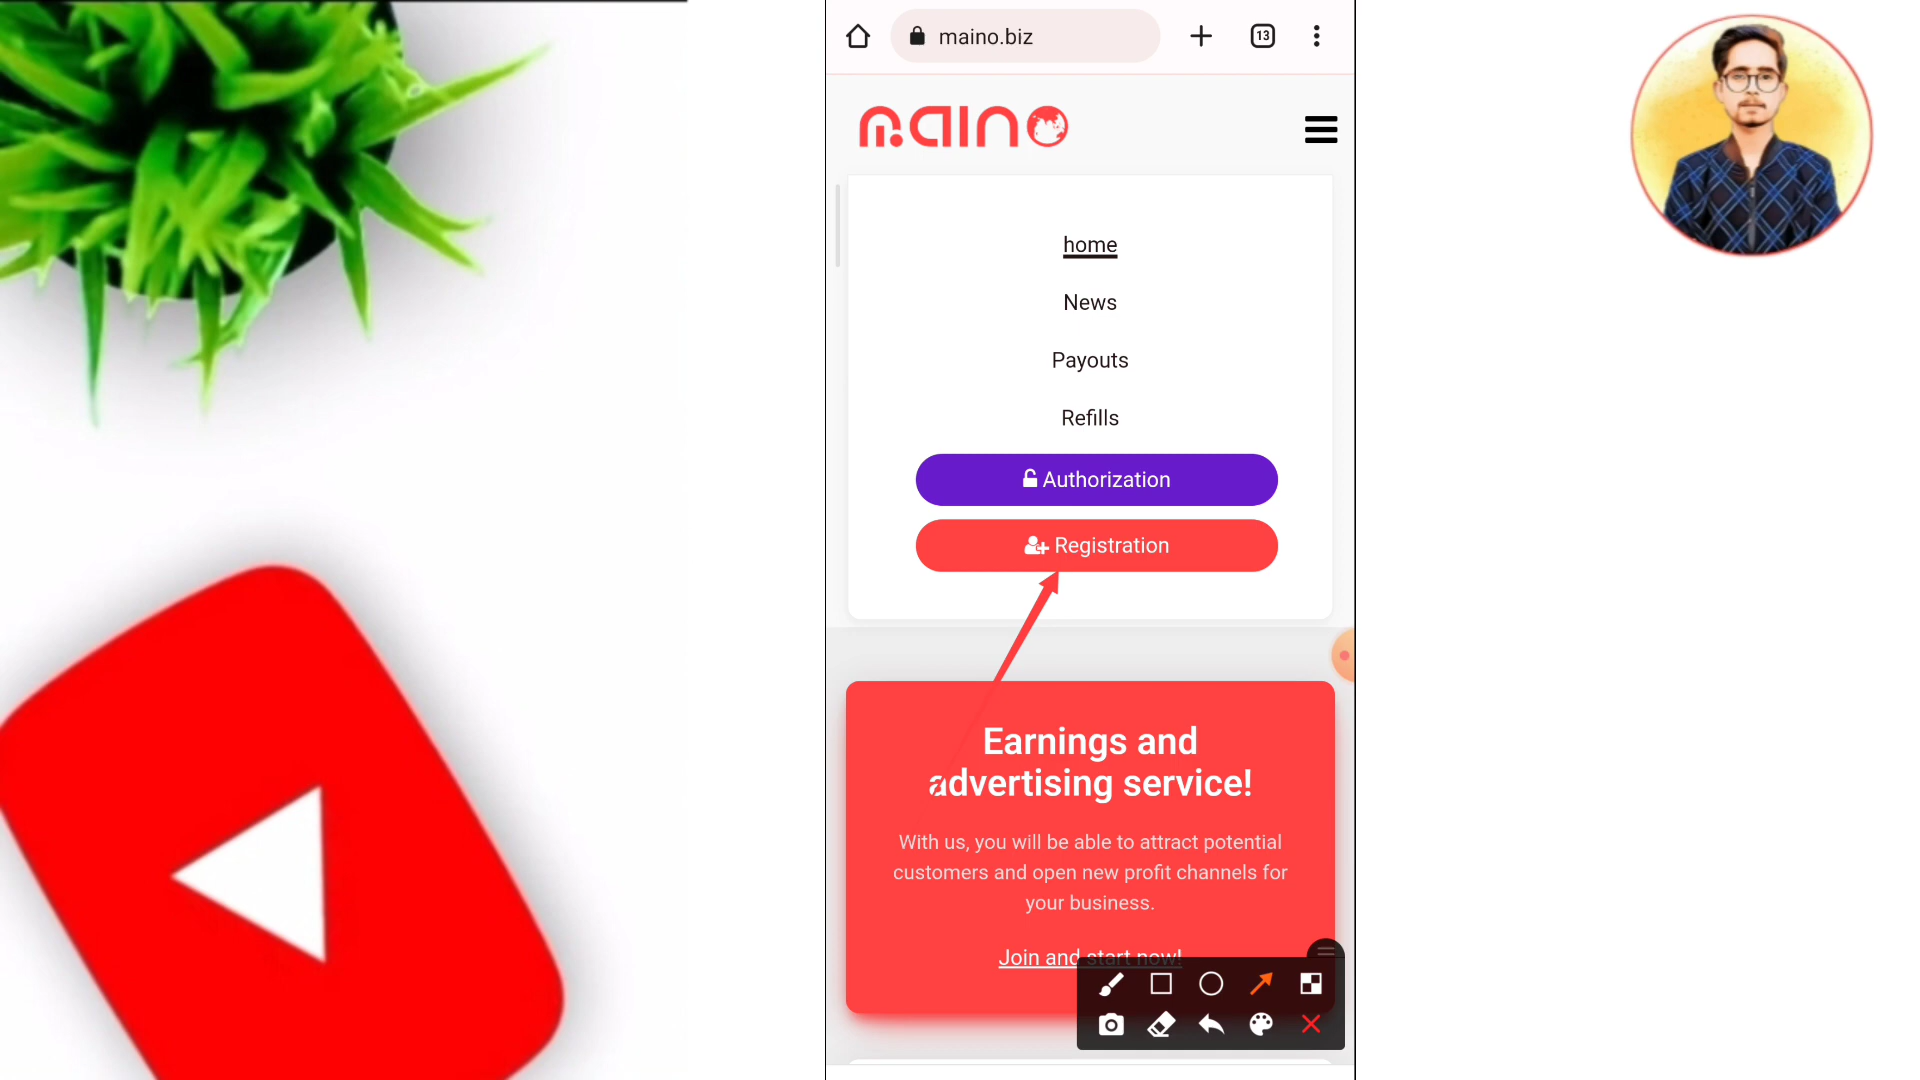 maino.biz
13
maino
home
News
Payouts
Refills
Authorization
Registration
Earnings and
advertising service!
With us, you will be able to attract potential
customers and open new profit channels for
your business.
Join and start now!